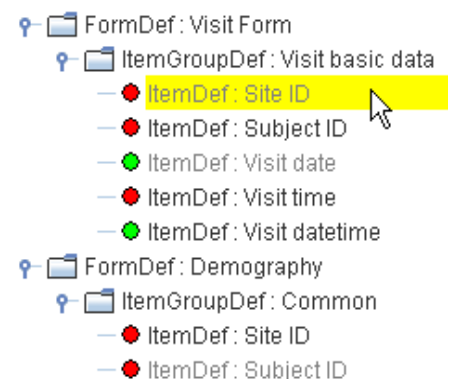 FormDef : Visit Form
ItemGroupDef : Visit basic data
ItemDef : Site ID
ItemDef : Subject ID
ItemDef : Visit date
ItemDef : Visit time
ItemDef : Visit datetime
FormDef : Demography
ItemGroupDef : Common
ItemDef : Site ID
ItemDef : Subject ID